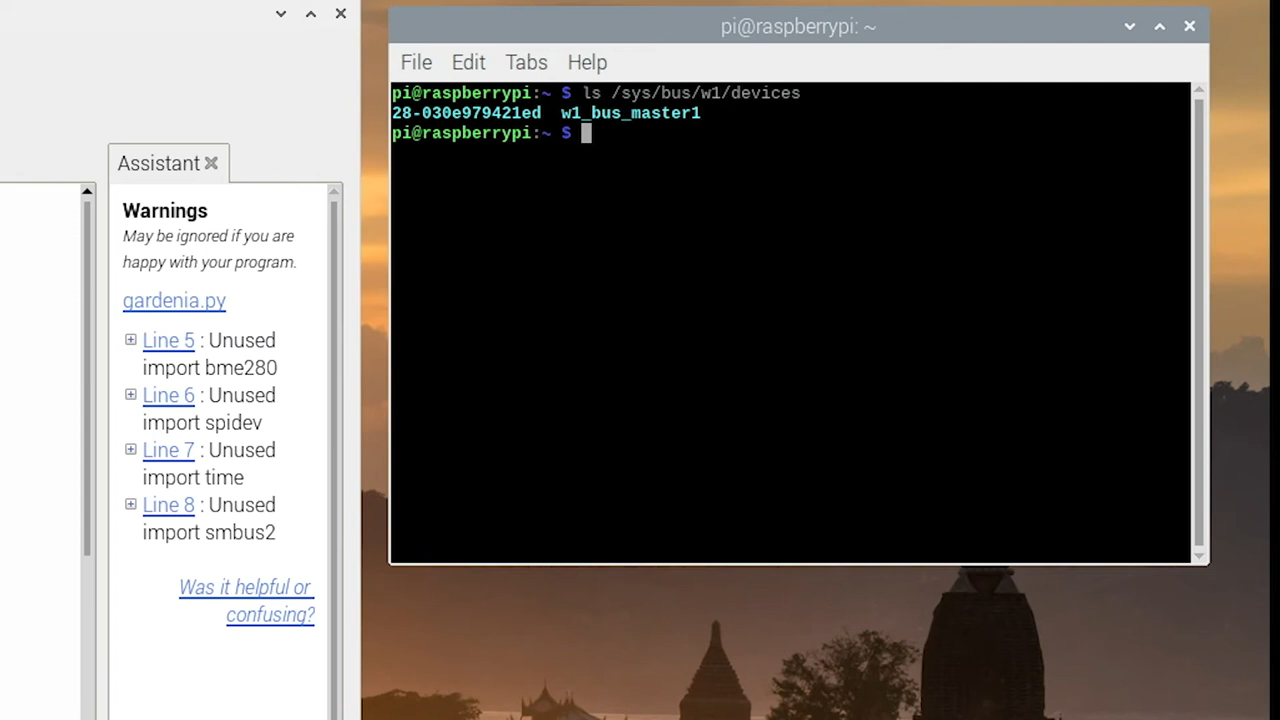 Assistant
Warnings
May be ignored if you are
happy with your program.
gardenia.py
Line 5 : Unused
import bme280
Line 6 : Unused
import spidev
Line 7 : Unused
import time
Line 8 : Unused
import smbus2
Was it helpful or
confusing?
pi@raspberrypi: ~
File Edit Tabs Help
pi@raspberrypi:~ $ ls /sys/bus/w1/devices
28-030e979421ed w1_bus_master1
pi@raspberrypi:~ $